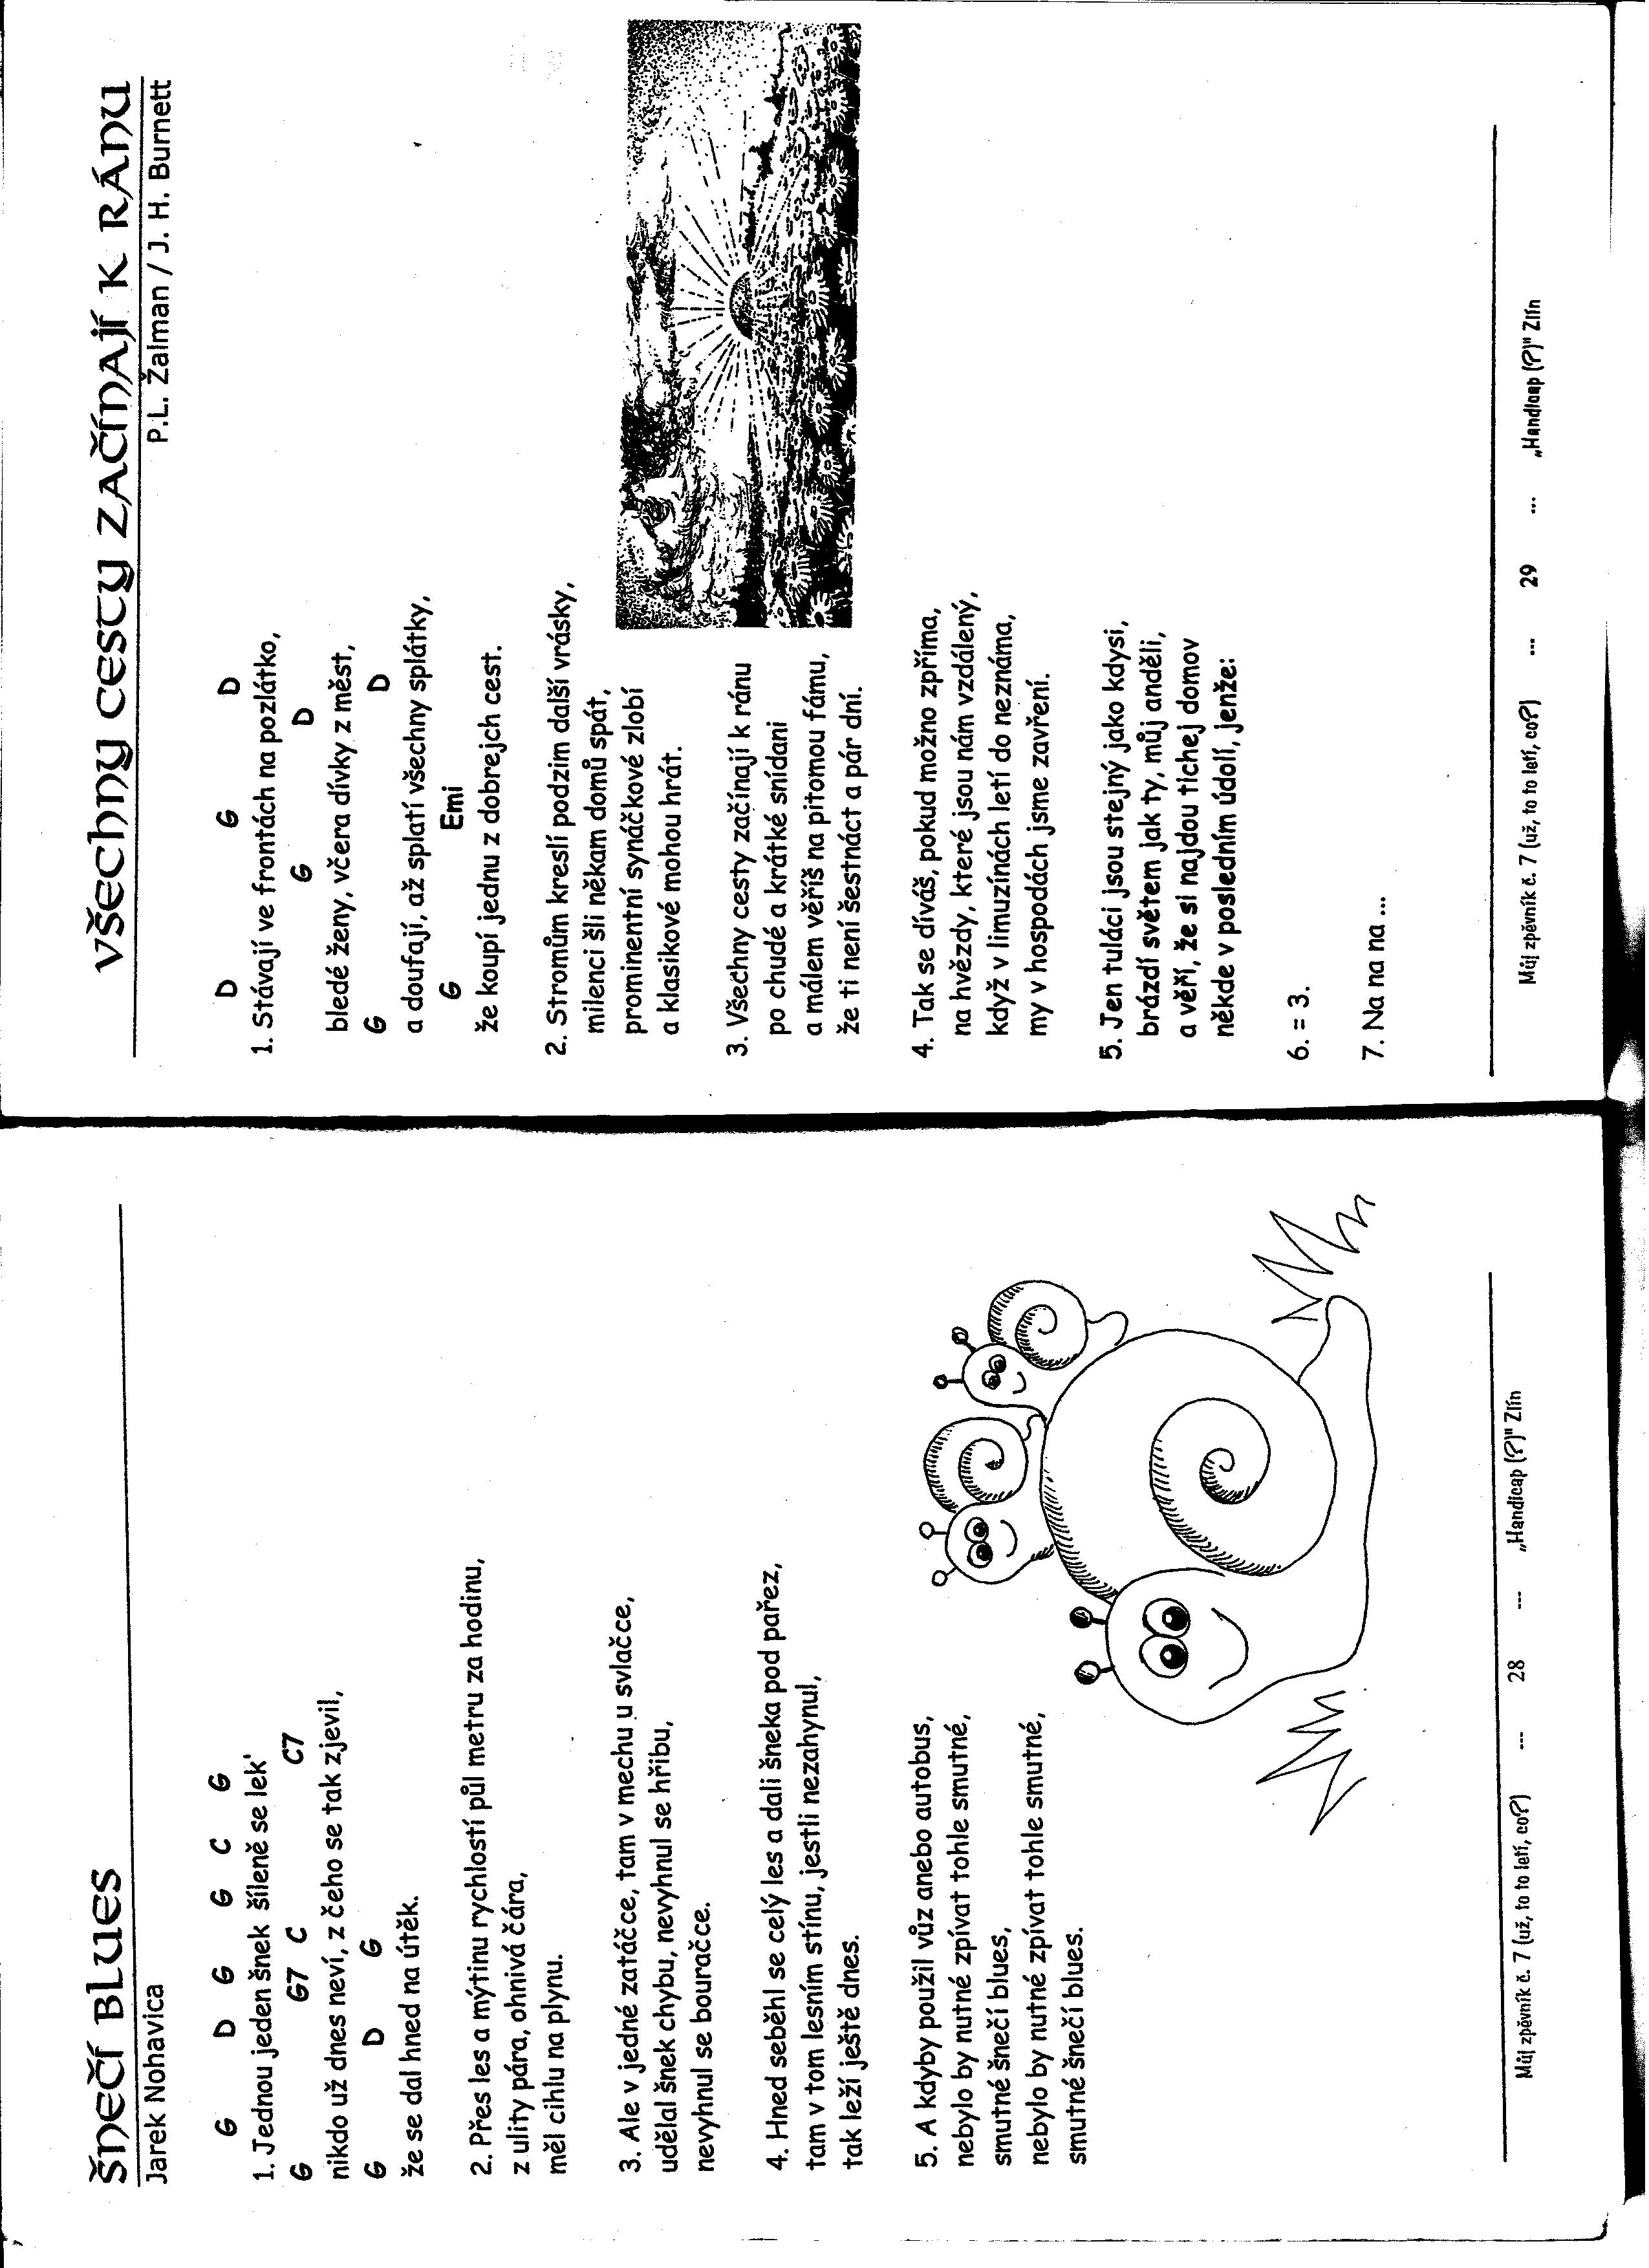 šnečí blues
Jarek Nohavica
G D G G C G
1. Jednou jeden šnek šíleně se lek'
G G7 C C7
nikdo už dnes neví, z čeho se tak zjevil,
G D G
že se dal hned na útěk.
2. Přes les a mýtinu rychlostí půl metru za hodinu,
z ulity pára, ohnivá čára,
měl cihlu na plynu.
3. Ale v jedné zatáčce, tam v mechu u svlačce,
udělal šnek chybu, nevyhnul se hřibu,
nevyhnul se bouračce.
4. Hned seběhl se celý les a dali šneka pod pařez,
tam v tom lesním stínu, jestli nezahynul,
tak leží ještě dnes.
5. A kdyby použil vůz anebo autobus,
nebylo by nutné zpívat tohle smutné,
smutné šnečí blues,
nebylo by nutné zpívat tohle smutné,
smutné šnečí blues.
Můj zpěvník č. 7 (už, to to letí, co?) --- 28 --- „Handicap (?)" Zlín
všechny cesty začínají k ránu
P.L. Žalman / J. H. Burnett
D G D
1. Stávají ve frontách na pozlátko,
G D
bledé ženy, včera dívky z měst,
G D
a doufají, až splatí všechny splátky,
G Emi
že koupí jednu z dobrejch cest.
2. Stromům kreslí podzim další vrásky,
milenci šli někam domů spát,
prominentní synáčkové zlobí
a klasikové mohou hrát.
3. Všechny cesty začínají k ránu
po chudé a krátké snídani
a málem věříš na pitomou fámu,
že ti není šestnáct a pár dní.
4. Tak se díváš, pokud možno zpříma,
na hvězdy, které jsou nám vzdálený,
když v limuzínách letí do neznáma,
my v hospodách jsme zavření.
5. Jen tuláci jsou stejný jako kdysi,
brázdí světem jak ty, můj anděli,
a věří, že si najdou tichej domov
někde v posledním údolí, jenže:
6. = 3.
7. Na na na ...
Můj zpěvník č. 7 (už, to to letí, co?) --- 29 --- „Handicap (?)" Zlín